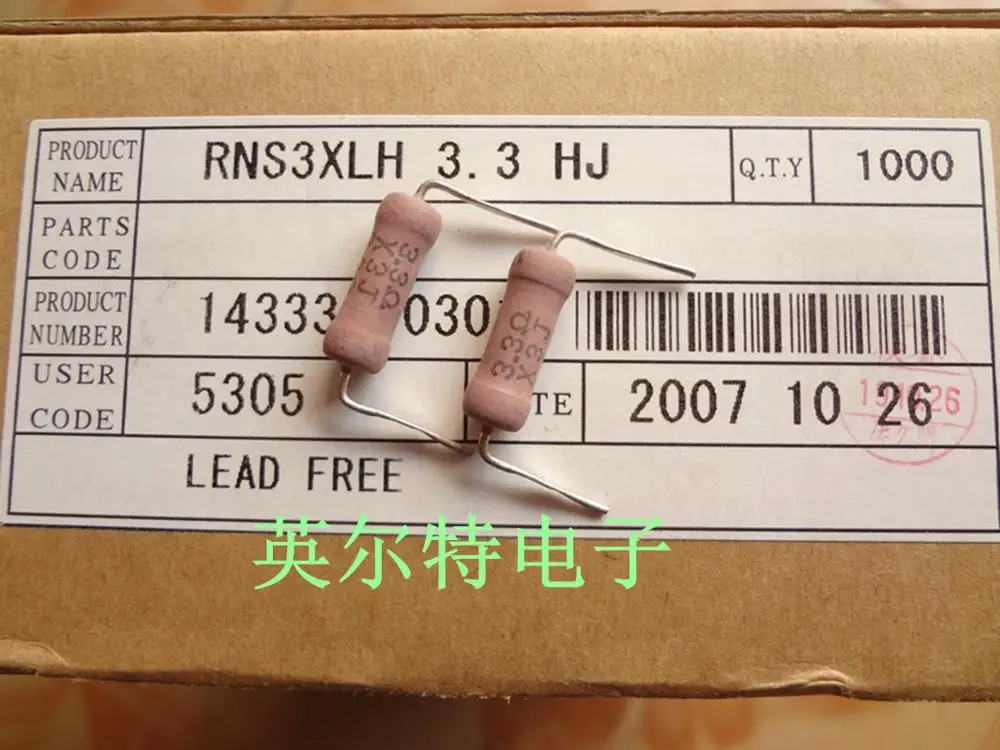 PRODUCT NAME
RNS3XLH 3.3 HJ
Q.T.Y
1000
PARTS CODE
PRODUCT NUMBER
14333
030
USER CODE
5305
TE
2007 10 26
LEAD FREE
3.3Ω
X3J
3.3Ω
X3J
英尔特电子